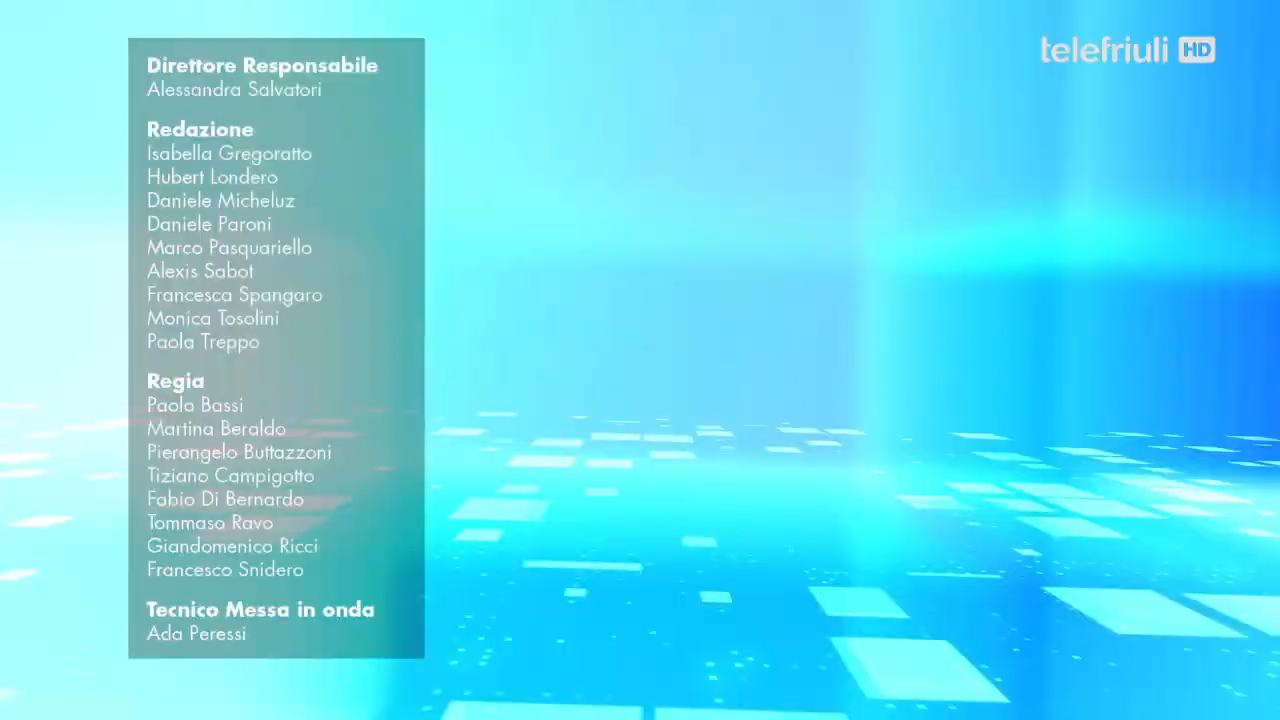 Direttore Responsabile
Alessandra Salvatori
Redazione
Isabella Gregoratto
Hubert Londero
Daniele Micheluz
Daniele Paroni
Marco Pasquariello
Alexis Sabot
Francesca Spangaro
Monica Tosolini
Paola Treppo
Regia
Paolo Bassi
Martina Beraldo
Pierangelo Buttazzoni
Tiziano Campigotto
Fabio Di Bernardo
Tommaso Ravo
Giandomenico Ricci
Francesco Snidero
Tecnico Messa in onda
Ada Peressi
telefriuli HD